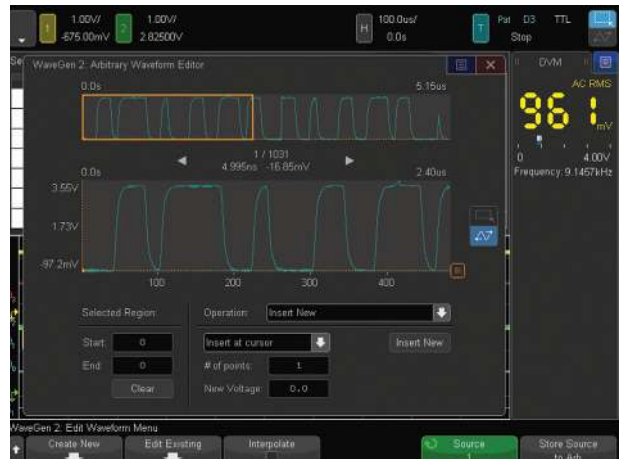 1 1.00V/ -675.00mV 2 1.00V/ 2.82500V H 100.0us/ 0.0s T Pat D3 TTL Stop
WaveGen 2: Arbitrary Waveform Editor
DVM
AC RMS
961 mV
0 4.00V
Frequency: 9.1457kHz
0.0s 5.15us
1 / 1031
4.995ns -16.85mV
0.0s 2.40us
3.55V
1.73V
-97.2mV
100 200 300 400
Selected Region:
Operation: Insert New
Start: 0
Insert at cursor
Insert New
End: 0
# of points: 1
Clear
New Voltage: 0.0
WaveGen 2: Edit Waveform Menu
Create New
Edit Existing
Interpolate
Source
1
Store Source
to Arb